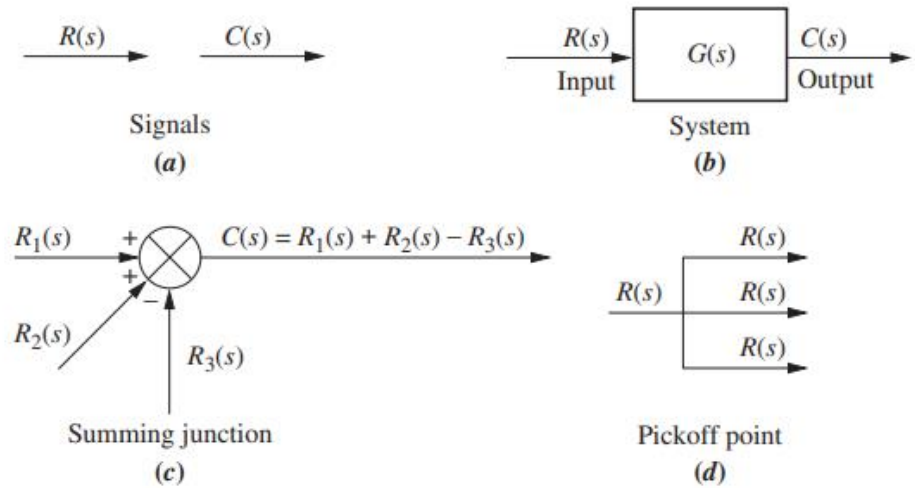 R(s)
C(s)
Signals
(a)
R(s)
Input
G(s)
C(s)
Output
System
(b)
R₁(s)
+
+
−
R₂(s)
R₃(s)
C(s) = R₁(s) + R₂(s) − R₃(s)
Summing junction
(c)
R(s)
R(s)
R(s)
R(s)
Pickoff point
(d)